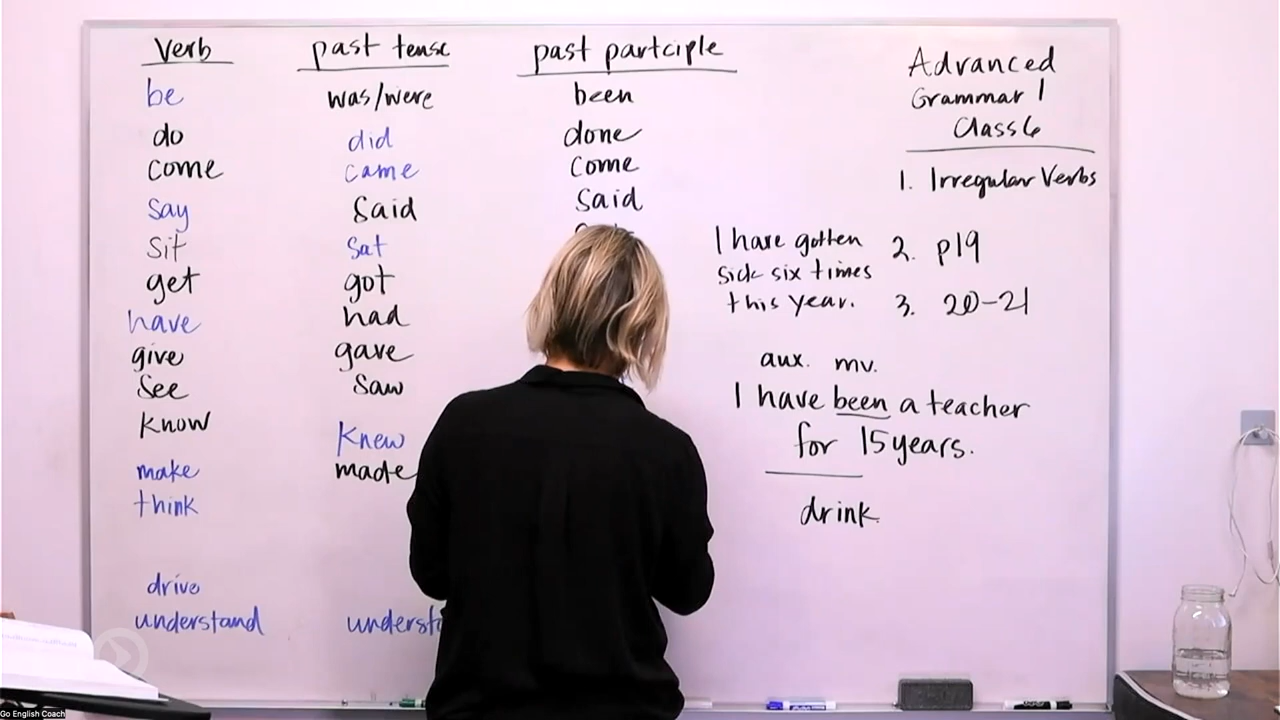 Verb past tense past partciple
be was/were been
do did done
come came come
say said said
sit sat
get got
have had
give gave
see saw
know knew
make made
think
drive
understand
Advanced
Grammar 1
Class 6
1. Irregular Verbs
2. p19
3. 20-21
I have gotten
sick six times
this year.
aux. mv.
I have been a teacher
for 15 years.
drink
Go English Coach